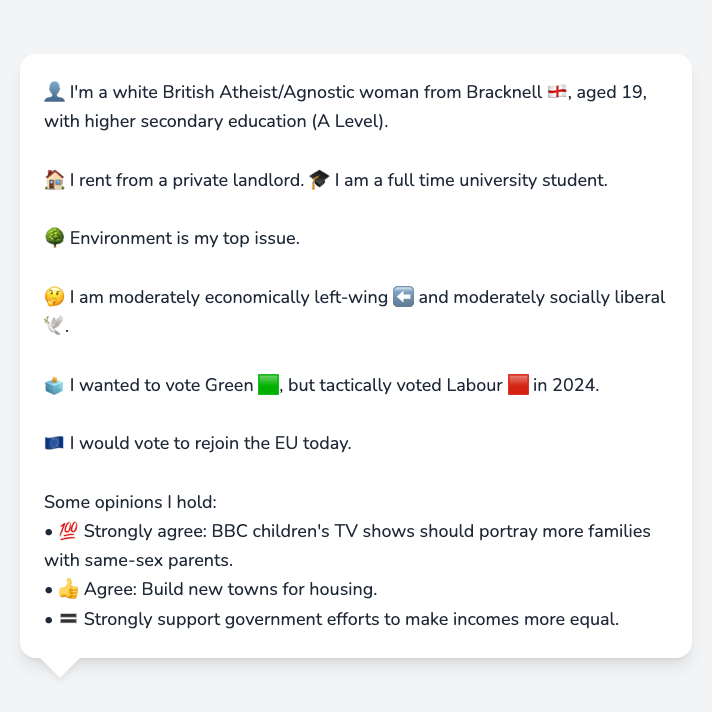 👤 I'm a white British Atheist/Agnostic woman from Bracknell 🏴󠁧󠁢󠁥󠁮󠁧󠁿, aged 19,
with higher secondary education (A Level).
🏠 I rent from a private landlord. 🎓 I am a full time university student.
🌳 Environment is my top issue.
🤔 I am moderately economically left-wing ⬅️ and moderately socially liberal
🕊️.
🗳️ I wanted to vote Green 🟩, but tactically voted Labour 🟥 in 2024.
🇪🇺 I would vote to rejoin the EU today.
Some opinions I hold:
• 💯 Strongly agree: BBC children's TV shows should portray more families
with same-sex parents.
• 👍 Agree: Build new towns for housing.
• 🟰 Strongly support government efforts to make incomes more equal.